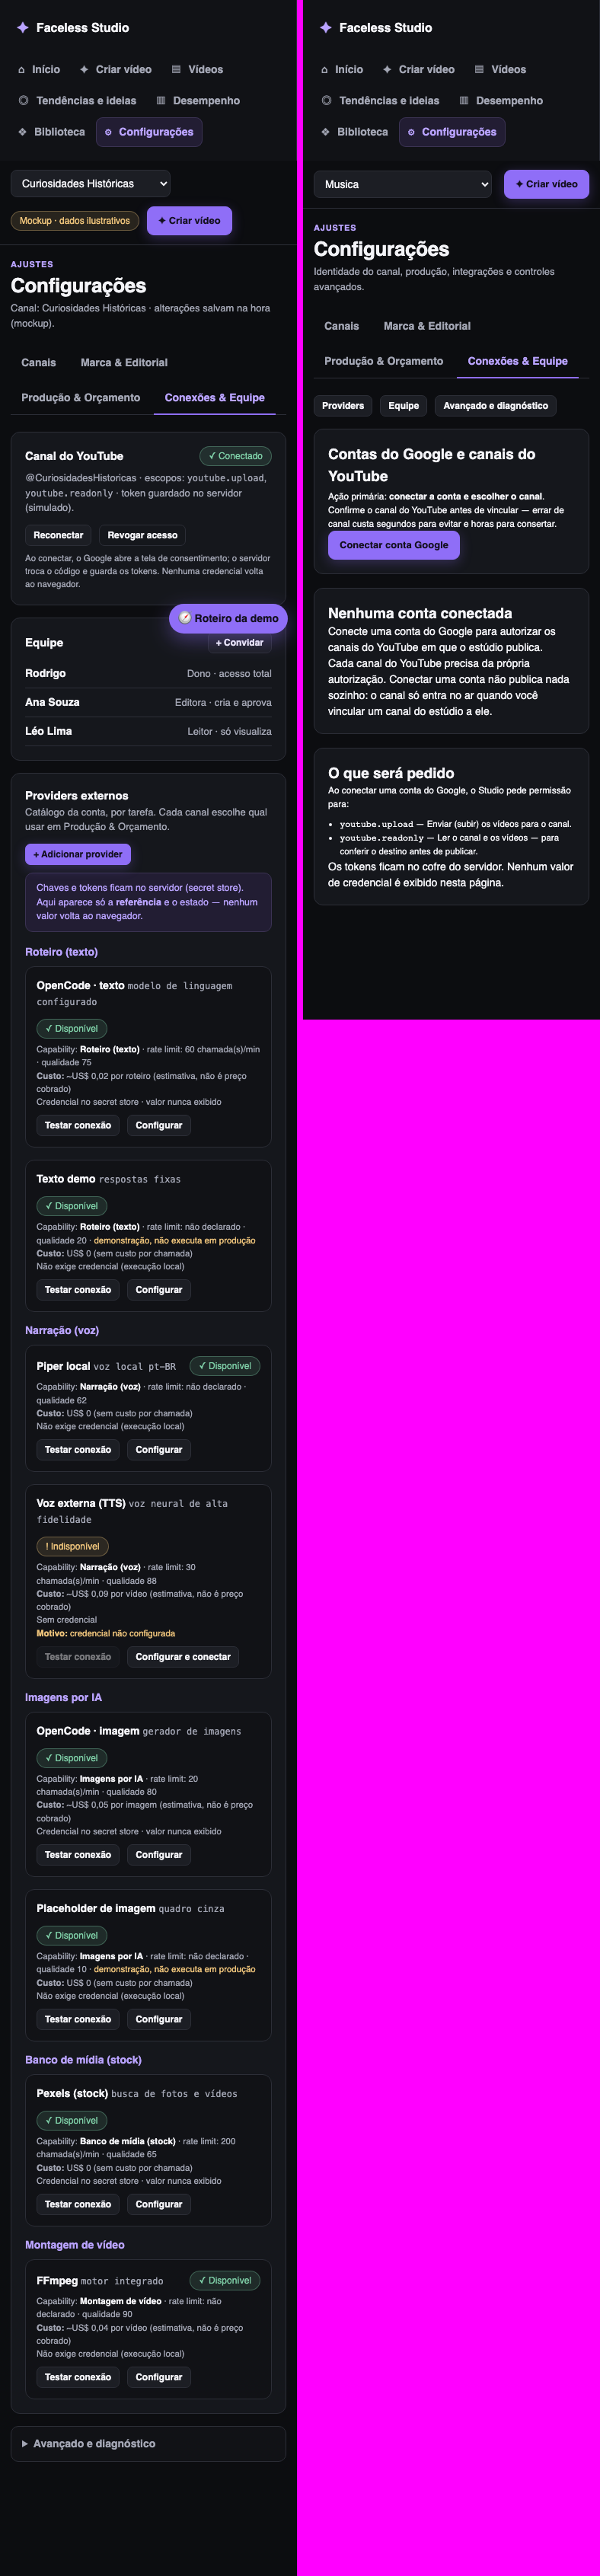 ✦ Faceless Studio
⌂ Início ✦ Criar vídeo ▤ Vídeos
◎ Tendências e ideias ▥ Desempenho
❖ Biblioteca ⚙ Configurações
Curiosidades Históricas
Mockup · dados ilustrativos ✦ Criar vídeo
AJUSTES
Configurações
Canal: Curiosidades Históricas · alterações salvam na hora
(mockup).
Canais Marca & Editorial
Produção & Orçamento Conexões & Equipe
Canal do YouTube ✓ Conectado
@CuriosidadesHistoricas · escopos: youtube.upload,
youtube.readonly · token guardado no servidor
(simulado).
Reconectar Revogar acesso
Ao conectar, o Google abre a tela de consentimento; o servidor
troca o código e guarda os tokens. Nenhuma credencial volta
ao navegador.
🧭 Roteiro da demo
Equipe + Convidar
Rodrigo Dono · acesso total
Ana Souza Editora · cria e aprova
Léo Lima Leitor · só visualiza
Providers externos
Catálogo da conta, por tarefa. Cada canal escolhe qual
usar em Produção & Orçamento.
+ Adicionar provider
Chaves e tokens ficam no servidor (secret store).
Aqui aparece só a referência e o estado — nenhum
valor volta ao navegador.
Roteiro (texto)
OpenCode · texto modelo de linguagem
configurado
✓ Disponível
Capability: Roteiro (texto) · rate limit: 60 chamada(s)/min
· qualidade 75
Custo: ~US$ 0,02 por roteiro (estimativa, não é preço
cobrado)
Credencial no secret store · valor nunca exibido
Testar conexão Configurar
Texto demo respostas fixas
✓ Disponível
Capability: Roteiro (texto) · rate limit: não declarado ·
qualidade 20 · demonstração, não executa em produção
Custo: US$ 0 (sem custo por chamada)
Não exige credencial (execução local)
Testar conexão Configurar
Narração (voz)
Piper local voz local pt-BR ✓ Disponível
Capability: Narração (voz) · rate limit: não declarado ·
qualidade 62
Custo: US$ 0 (sem custo por chamada)
Não exige credencial (execução local)
Testar conexão Configurar
Voz externa (TTS) voz neural de alta
fidelidade
! Indisponível
Capability: Narração (voz) · rate limit: 30
chamada(s)/min · qualidade 88
Custo: ~US$ 0,09 por vídeo (estimativa, não é preço
cobrado)
Sem credencial
Motivo: credencial não configurada
Testar conexão Configurar e conectar
Imagens por IA
OpenCode · imagem gerador de imagens
✓ Disponível
Capability: Imagens por IA · rate limit: 20
chamada(s)/min · qualidade 80
Custo: ~US$ 0,05 por imagem (estimativa, não é preço
cobrado)
Credencial no secret store · valor nunca exibido
Testar conexão Configurar
Placeholder de imagem quadro cinza
✓ Disponível
Capability: Imagens por IA · rate limit: não declarado ·
qualidade 10 · demonstração, não executa em produção
Custo: US$ 0 (sem custo por chamada)
Não exige credencial (execução local)
Testar conexão Configurar
Banco de mídia (stock)
Pexels (stock) busca de fotos e vídeos
✓ Disponível
Capability: Banco de mídia (stock) · rate limit: 200
chamada(s)/min · qualidade 65
Custo: US$ 0 (sem custo por chamada)
Credencial no secret store · valor nunca exibido
Testar conexão Configurar
Montagem de vídeo
FFmpeg motor integrado ✓ Disponível
Capability: Montagem de vídeo · rate limit: não
declarado · qualidade 90
Custo: ~US$ 0,04 por vídeo (estimativa, não é preço
cobrado)
Não exige credencial (execução local)
Testar conexão Configurar
▶ Avançado e diagnóstico
✦ Faceless Studio
⌂ Início ✦ Criar vídeo ▤ Vídeos
◎ Tendências e ideias ▥ Desempenho
❖ Biblioteca ⚙ Configurações
Musica ✦ Criar vídeo
AJUSTES
Configurações
Identidade do canal, produção, integrações e controles
avançados.
Canais Marca & Editorial
Produção & Orçamento Conexões & Equipe
Providers Equipe Avançado e diagnóstico
Contas do Google e canais do
YouTube
Ação primária: conectar a conta e escolher o canal.
Confirme o canal do YouTube antes de vincular — errar de
canal custa segundos para evitar e horas para consertar.
Conectar conta Google
Nenhuma conta conectada
Conecte uma conta do Google para autorizar os
canais do YouTube em que o estúdio publica.
Cada canal do YouTube precisa da própria
autorização. Conectar uma conta não publica nada
sozinho: o canal só entra no ar quando você
vincular um canal do estúdio a ele.
O que será pedido
Ao conectar uma conta do Google, o Studio pede permissão
para:
• youtube.upload — Enviar (subir) os vídeos para o canal.
• youtube.readonly — Ler o canal e os vídeos — para
conferir o destino antes de publicar.
Os tokens ficam no cofre do servidor. Nenhum valor
de credencial é exibido nesta página.